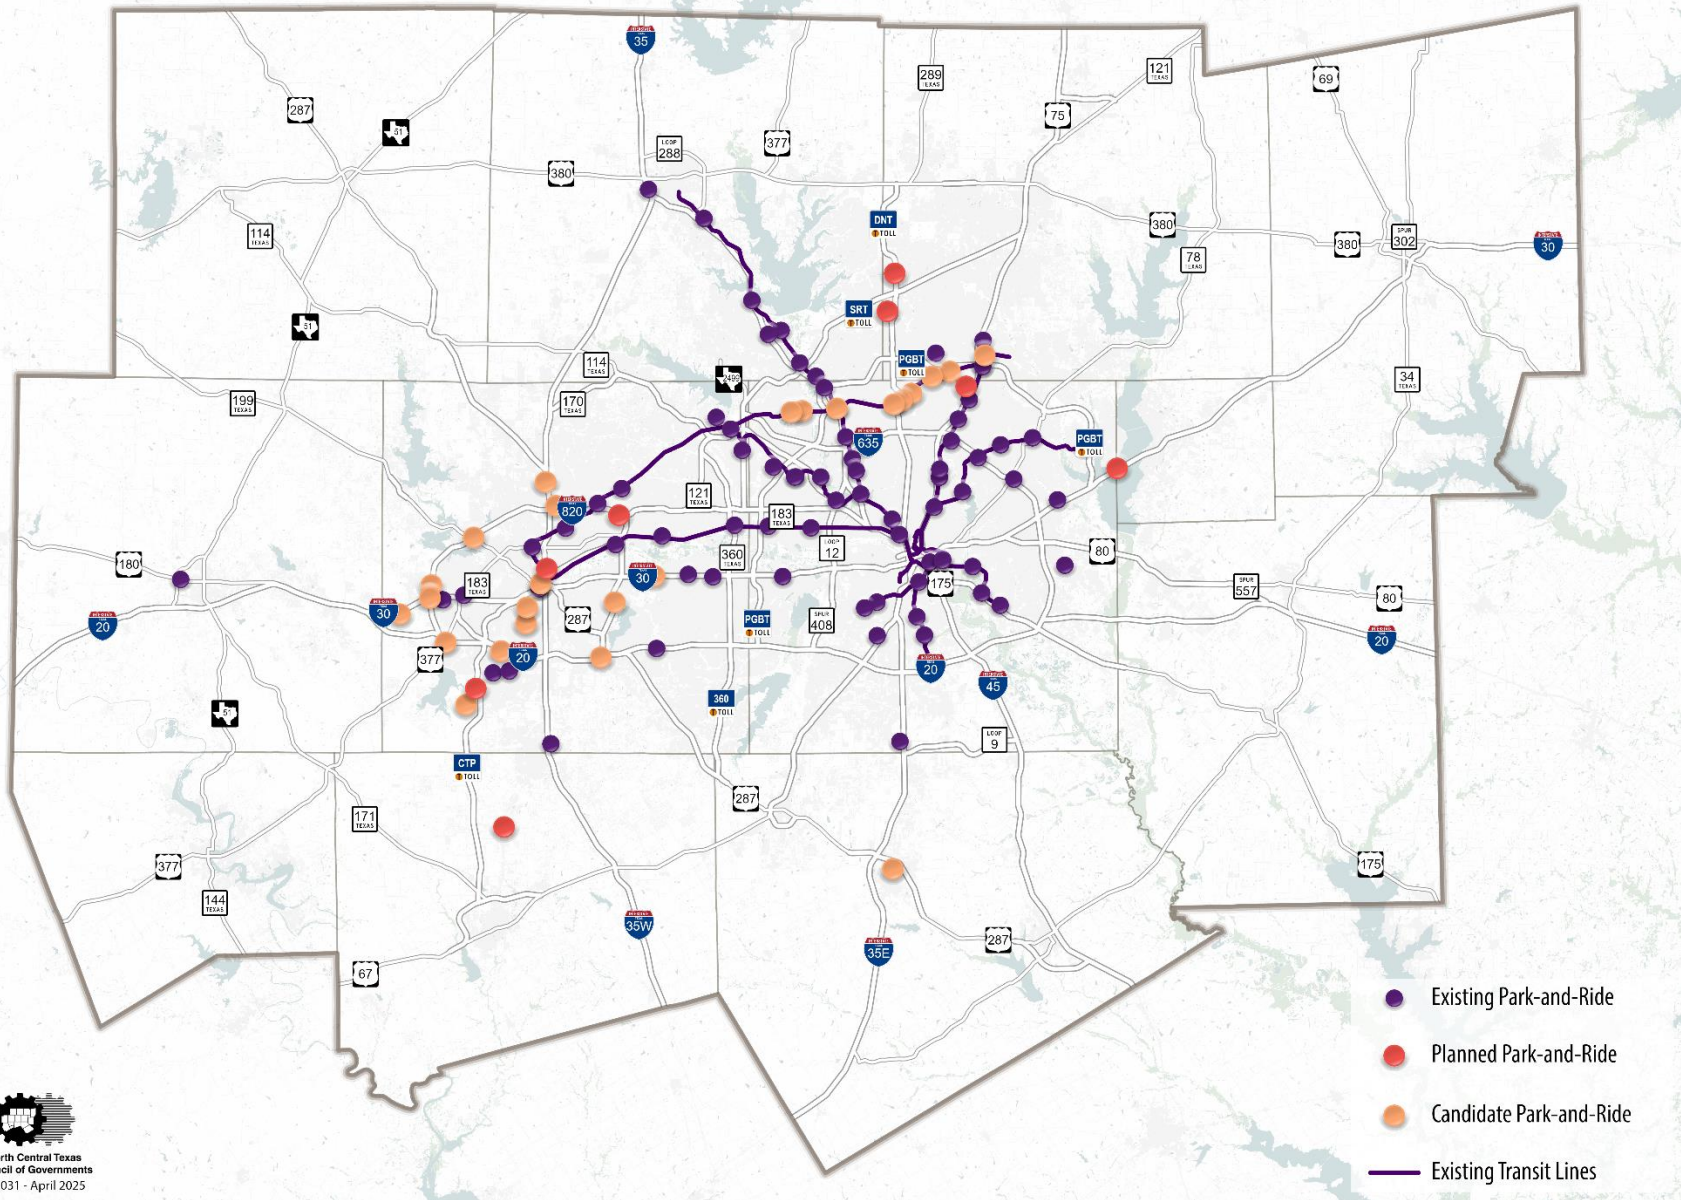 35
69
289
TEXAS
121
TEXAS
287
75
51
377
LOOP
288
380
DNT
TOLL
380
114
TEXAS
SPUR
302
380
30
78
TEXAS
SRT
TOLL
51
PGBT
TOLL
114
TEXAS
2499
34
TEXAS
199
TEXAS
170
TEXAS
635
PGBT
TOLL
121
TEXAS
820
183
TEXAS
LOOP
12
80
360
TEXAS
180
30
183
TEXAS
175
SPUR
557
80
30
20
287
PGBT
TOLL
SPUR
408
20
377
20
20
45
360
TOLL
51
LOOP
9
CTP
TOLL
287
171
TEXAS
377
175
144
TEXAS
35W
287
35E
67
Existing Park-and-Ride
Planned Park-and-Ride
Candidate Park-and-Ride
Existing Transit Lines
rth Central Texas
cil of Governments
031 - April 2025